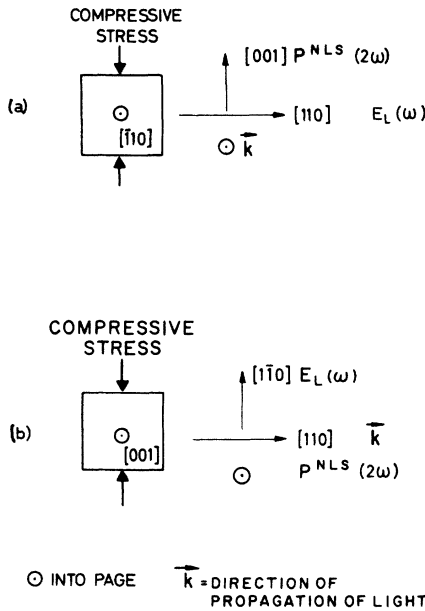 COMPRESSIVE
STRESS
(a)
[001] P^NLS (2ω)
[1̄10]
[110] E_L(ω)
⊙ k⃗
COMPRESSIVE
STRESS
(b)
[11̄0] E_L(ω)
[001]
[110] k⃗
P^NLS (2ω)
⊙ INTO PAGE k⃗ = DIRECTION OF
PROPAGATION OF LIGHT